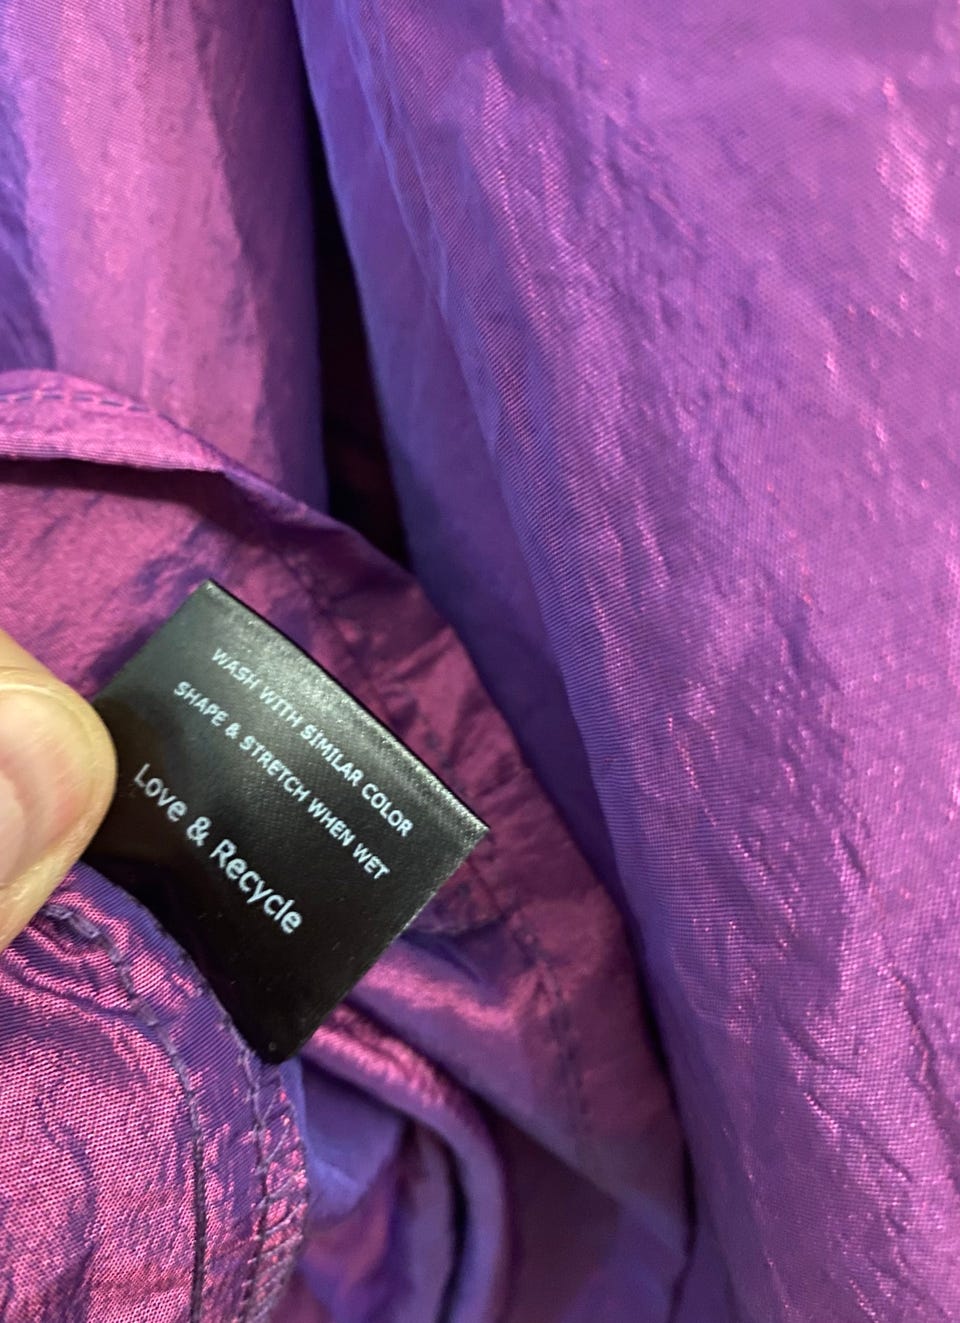 WASH WITH SIMILAR COLOR
SHAPE & STRETCH WHEN WET
Love & Recycle